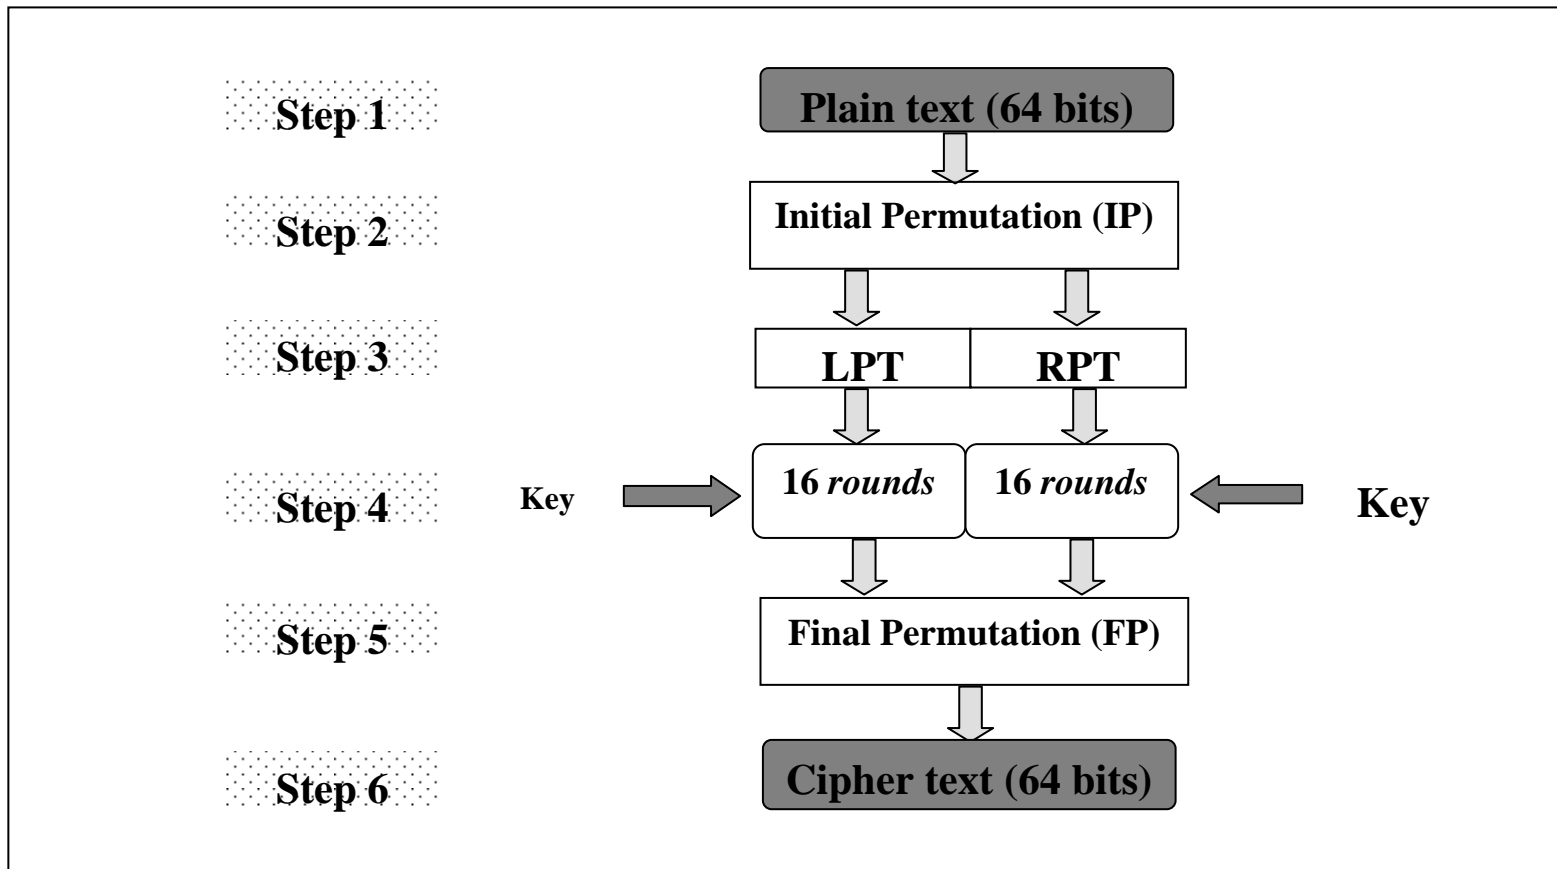 Step 1
Plain text (64 bits)
Step 2
Initial Permutation (IP)
Step 3
LPT
RPT
Step 4
Key
16 rounds
16 rounds
Key
Step 5
Final Permutation (FP)
Step 6
Cipher text (64 bits)